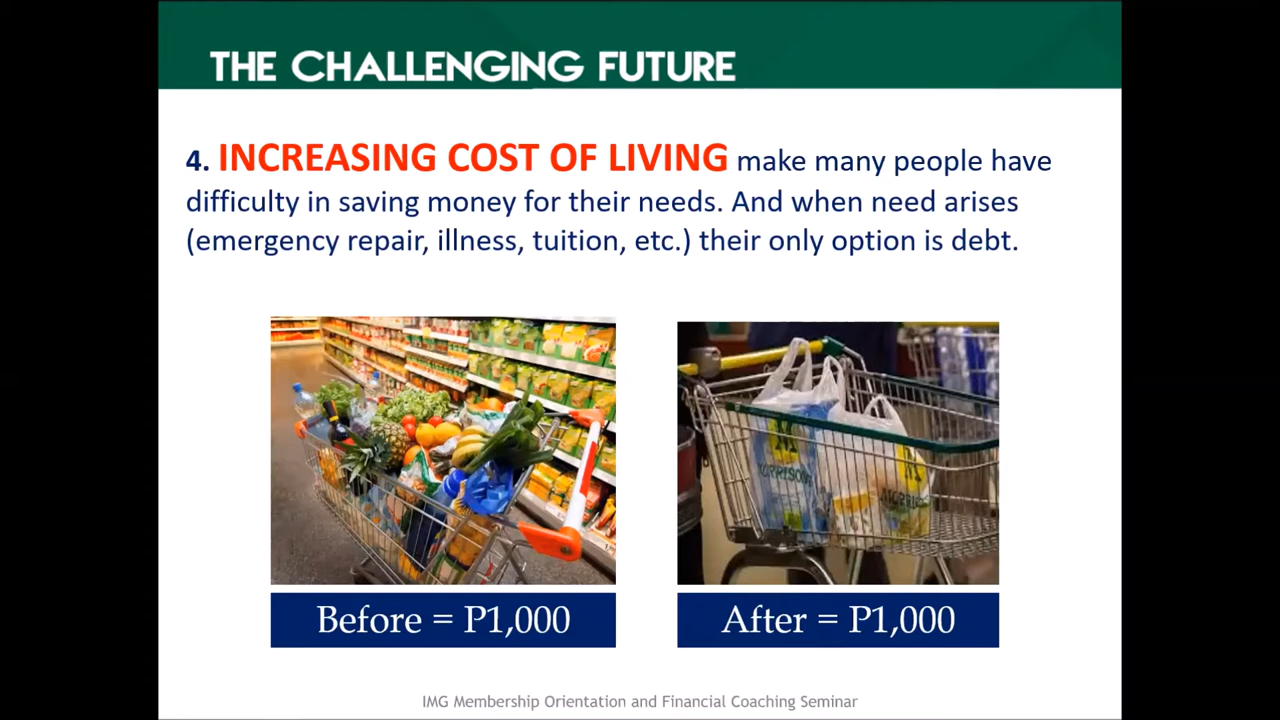 THE CHALLENGING FUTURE
4. INCREASING COST OF LIVING make many people have
difficulty in saving money for their needs. And when need arises
(emergency repair, illness, tuition, etc.) their only option is debt.
M
MORRISONS
M
MORRISONS
Before = P1,000
After = P1,000
IMG Membership Orientation and Financial Coaching Seminar